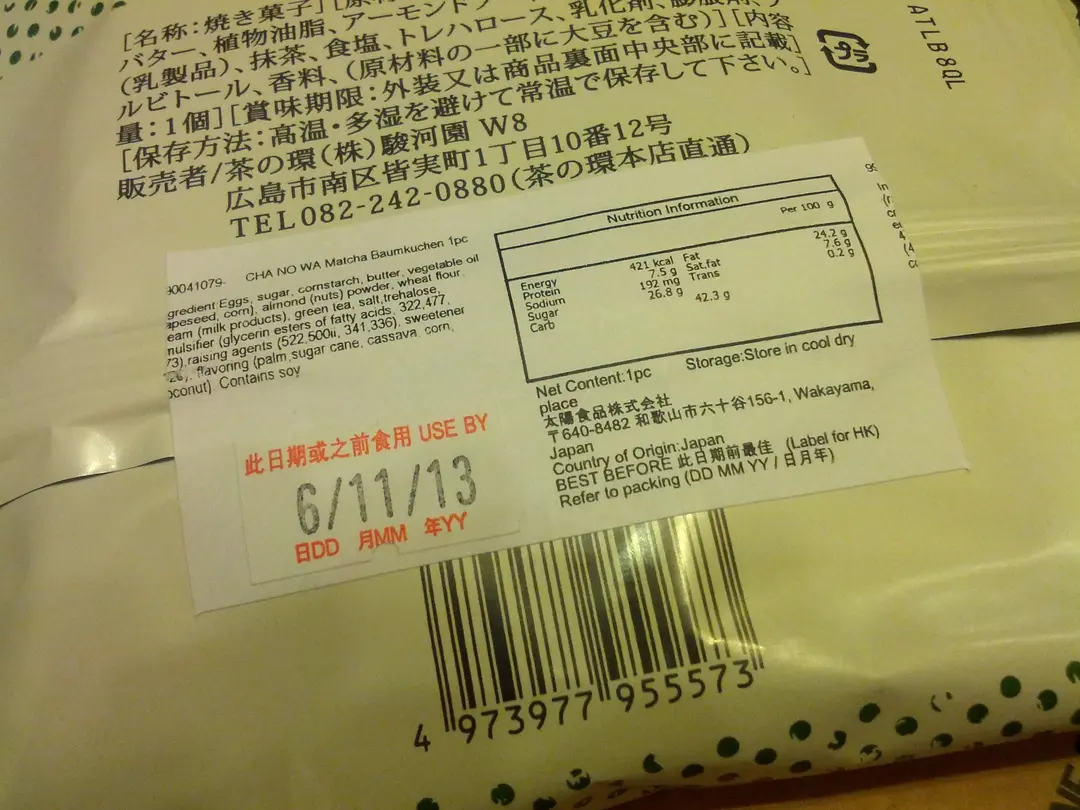 [名称:焼き菓子][原材
バター、植物油脂、アーモンド
(乳製品)、抹茶、食塩、トレハロース、乳化剤、膨脹剤、
ルビトール、香料、(原材料の一部に大豆を含む)][内容
量:1個][賞味期限:外装又は商品裏面中央部に記載]
[保存方法:高温・多湿を避けて常温で保存して下さい。]
販売者/茶の環(株)駿河園 W8
広島市南区皆実町1丁目10番12号
TEL082-242-0880(茶の環本店直通)
プラ
ATLB8QL
90041079- CHA NO WA Matcha Baumkuchen 1pc
gredient:Eggs, sugar, cornstarch, butter, vegetable oil
apeseed, corn), almond (nuts) powder, wheat flour,
eam (milk products), green tea, salt,trehalose,
mulsifier (glycerin esters of fatty acids, 322,477,
73),raising agents (522,500ii, 341,336), sweetener
flavoring (palm,sugar cane, cassava, corn,
oconut). Contains soy
Nutrition Information
Per 100 g
Energy 421 kcal Fat 24.2 g
Protein 7.5 g Sat.fat 7.6 g
Sodium 192 mg Trans 0.2 g
Sugar 26.8 g
Carb 42.3 g
Net Content:1pc Storage:Store in cool dry
place
太陽食品株式会社
〒640-8482 和歌山市六十谷156-1, Wakayama,
Japan
Country of Origin:Japan
BEST BEFORE 此日期前最佳 (Label for HK)
Refer to packing (DD MM YY / 日月年)
此日期或之前食用 USE BY
6/11/13
日DD 月MM 年YY
4 973977 955573